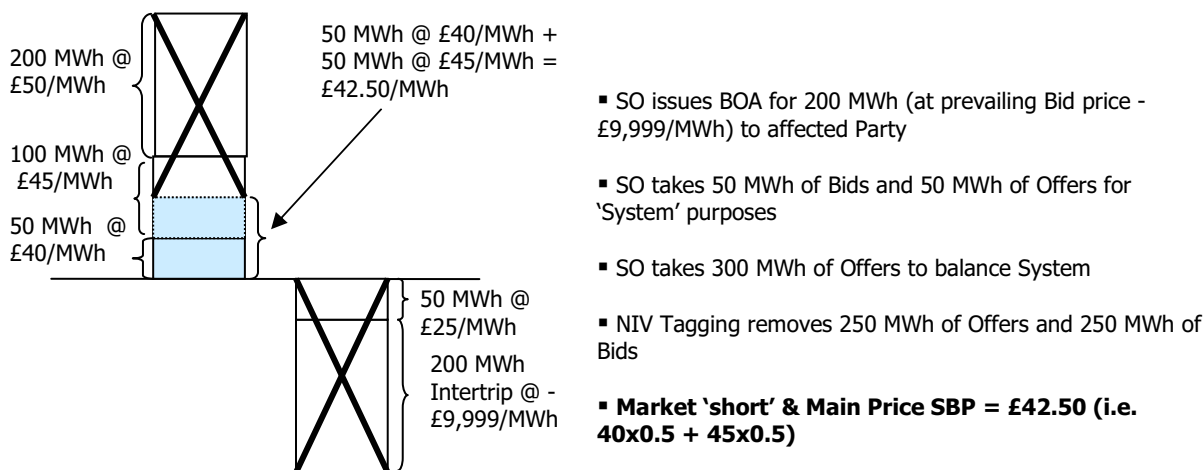 200 MWh @
£50/MWh
100 MWh @
£45/MWh
50 MWh @
£40/MWh
50 MWh @ £40/MWh +
50 MWh @ £45/MWh =
£42.50/MWh
50 MWh @
£25/MWh
200 MWh
Intertrip @ -
£9,999/MWh
▪ SO issues BOA for 200 MWh (at prevailing Bid price -
£9,999/MWh) to affected Party
▪ SO takes 50 MWh of Bids and 50 MWh of Offers for
‘System’ purposes
▪ SO takes 300 MWh of Offers to balance System
▪ NIV Tagging removes 250 MWh of Offers and 250 MWh of
Bids
▪ Market ‘short’ & Main Price SBP = £42.50 (i.e.
40x0.5 + 45x0.5)